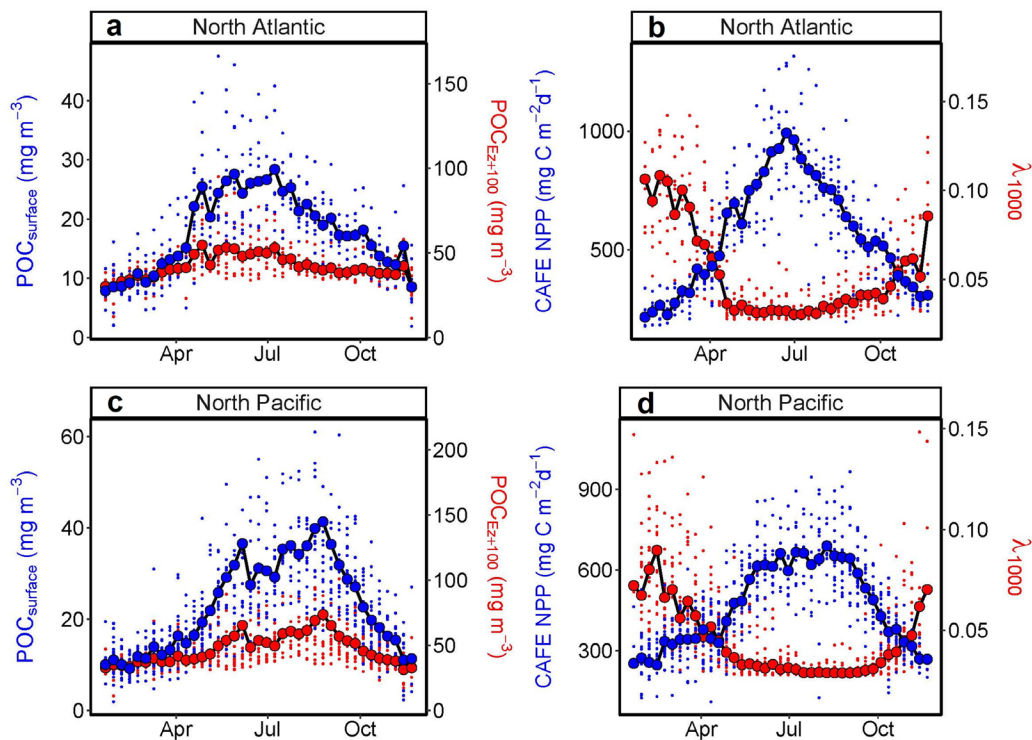 a
North Atlantic
POCsurface (mg m−3)
40
30
20
10
0
150
100
50
0
POCEz+100 (mg m−3)
Apr
Jul
Oct
b
North Atlantic
CAFE NPP (mg C m−2d−1)
1000
500
0.15
0.10
0.05
λ1000
Apr
Jul
Oct
c
North Pacific
POCsurface (mg m−3)
60
40
20
0
200
150
100
50
0
POCEz+100 (mg m−3)
Apr
Jul
Oct
d
North Pacific
CAFE NPP (mg C m−2d−1)
900
600
300
0.15
0.10
0.05
λ1000
Apr
Jul
Oct